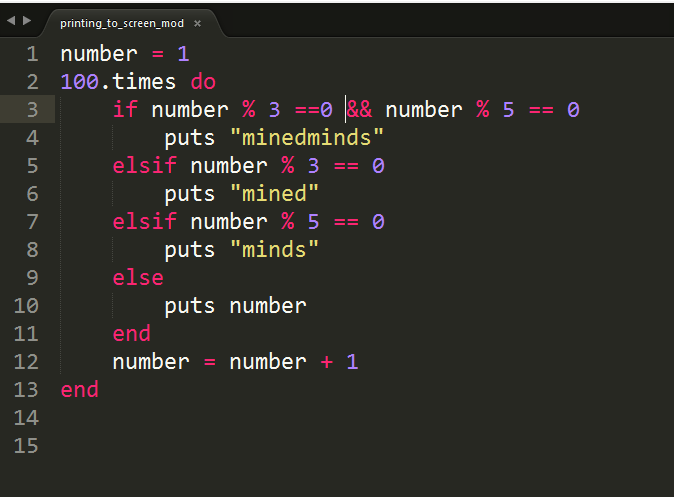 printing_to_screen_mod ×
1 number = 1
2 100.times do
3     if number % 3 ==0 && number % 5 == 0
4         puts "minedminds"
5     elsif number % 3 == 0
6         puts "mined"
7     elsif number % 5 == 0
8         puts "minds"
9     else
10         puts number
11     end
12     number = number + 1
13 end
14
15